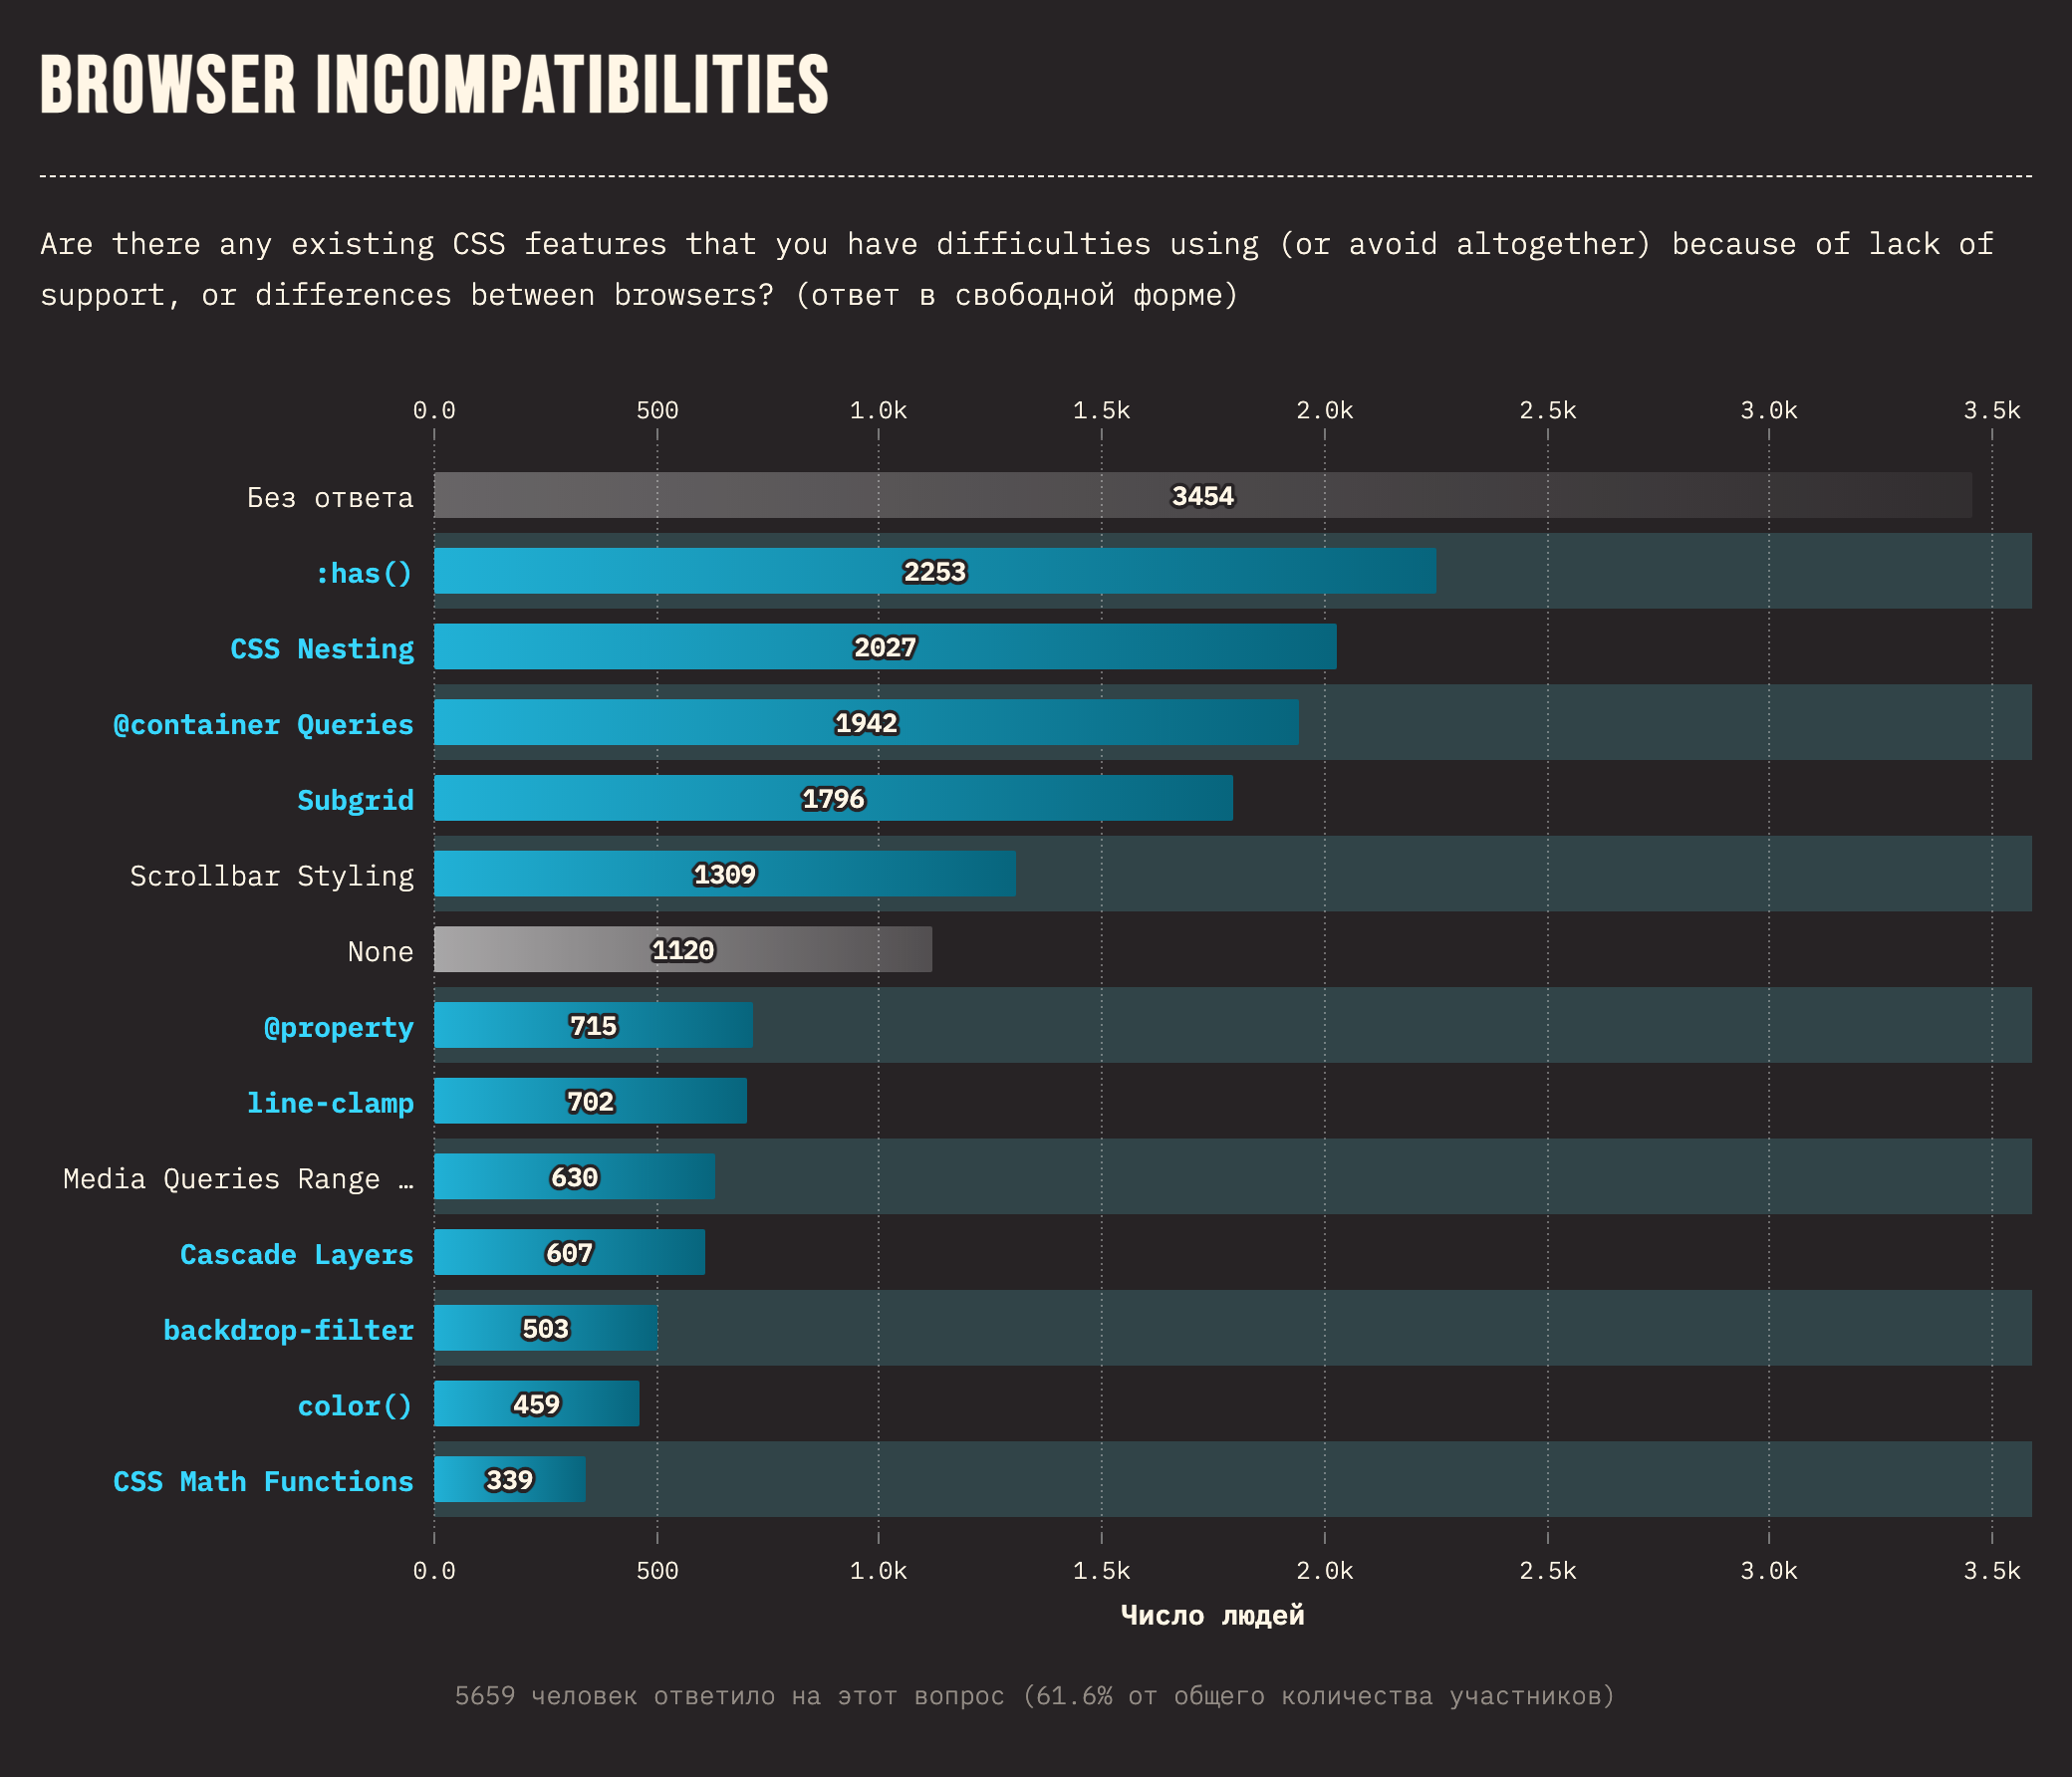 BROWSER INCOMPATIBILITIES
Are there any existing CSS features that you have difficulties using (or avoid altogether) because of lack of
support, or differences between browsers? (ответ в свободной форме)
0.0 500 1.0k 1.5k 2.0k 2.5k 3.0k 3.5k
Без ответа 3454
:has() 2253
CSS Nesting 2027
@container Queries 1942
Subgrid 1796
Scrollbar Styling 1309
None 1120
@property 715
line-clamp 702
Media Queries Range … 630
Cascade Layers 607
backdrop-filter 503
color() 459
CSS Math Functions 339
0.0 500 1.0k 1.5k 2.0k 2.5k 3.0k 3.5k
Число людей
5659 человек ответило на этот вопрос (61.6% от общего количества участников)